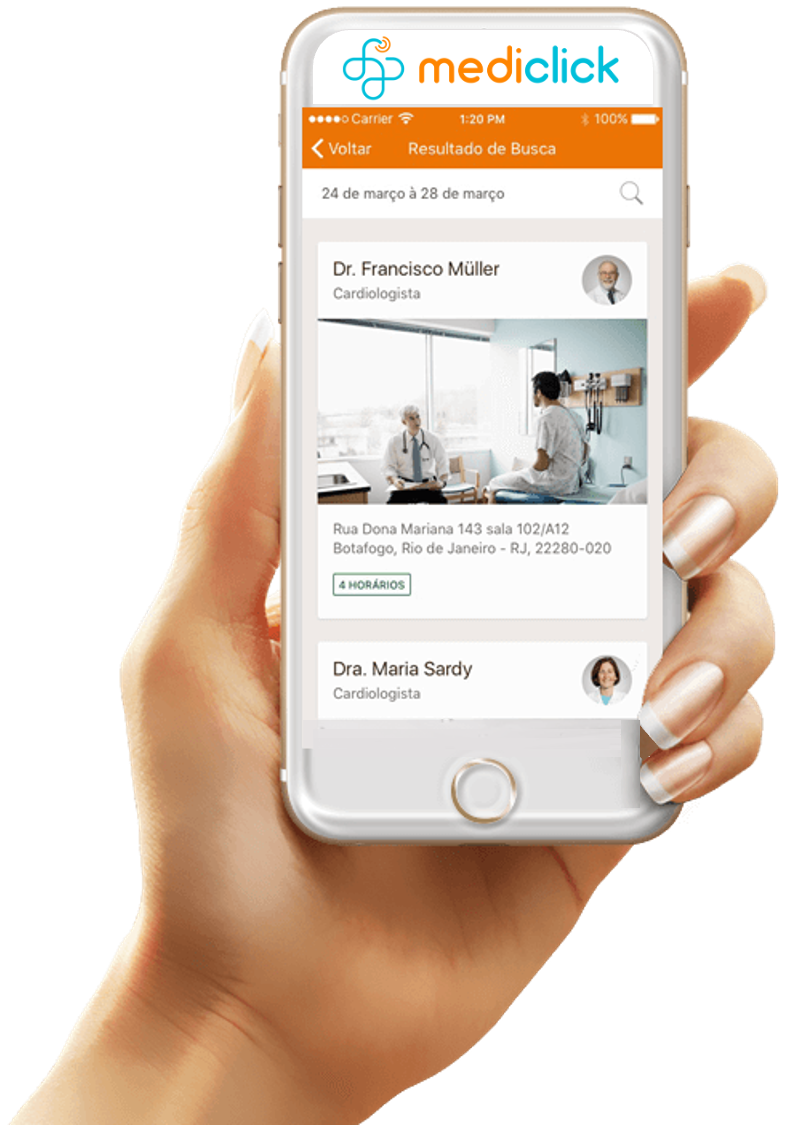 mediclick
Carrier 1:20 PM 100%
Voltar Resultado de Busca
24 de março à 28 de março
Dr. Francisco Müller
Cardiologista
Rua Dona Mariana 143 sala 102/A12
Botafogo, Rio de Janeiro - RJ, 22280-020
4 HORÁRIOS
Dra. Maria Sardy
Cardiologista